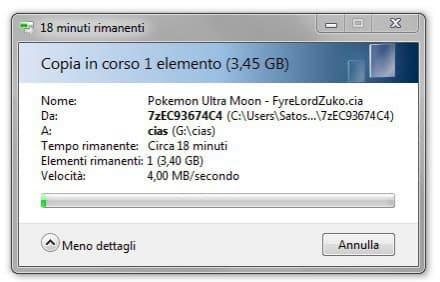 18 minuti rimanenti
Copia in corso 1 elemento (3,45 GB)
Nome: Pokemon Ultra Moon - FyreLordZuko.cia
Da: 7zEC93674C4 (C:\Users\Satos...\7zEC93674C4)
A: cias (G:\cias)
Tempo rimanente: Circa 18 minuti
Elementi rimanenti: 1 (3,40 GB)
Velocità: 4,00 MB/secondo
Meno dettagli Annulla